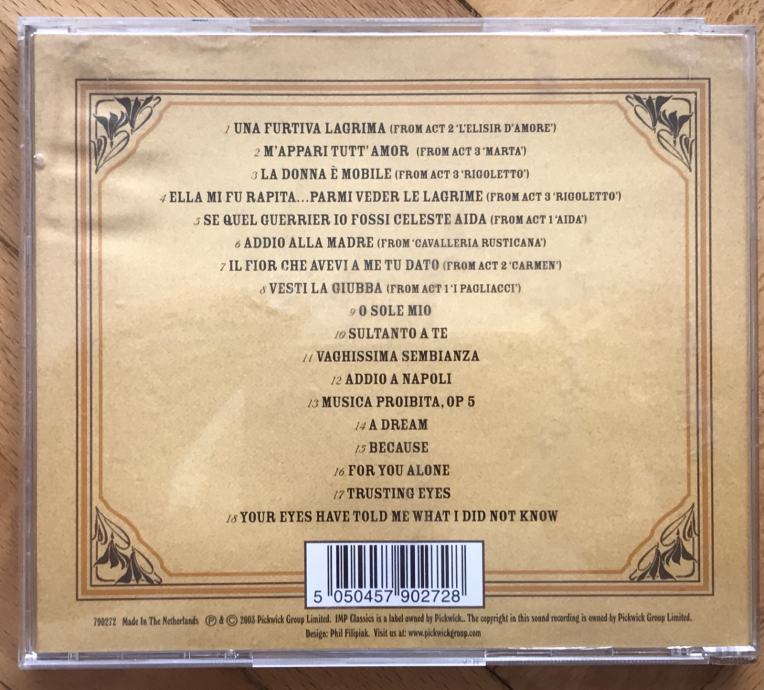 1 UNA FURTIVA LAGRIMA (FROM ACT 2 'L'ELISIR D'AMORE')
2 M'APPARI TUTT' AMOR (FROM ACT 3 'MARTA')
3 LA DONNA È MOBILE (FROM ACT 3 'RIGOLETTO')
4 ELLA MI FU RAPITA...PARMI VEDER LE LAGRIME (FROM ACT 3 'RIGOLETTO')
5 SE QUEL GUERRIER IO FOSSI CELESTE AIDA (FROM ACT 1 'AIDA')
6 ADDIO ALLA MADRE (FROM 'CAVALLERIA RUSTICANA')
7 IL FIOR CHE AVEVI A ME TU DATO (FROM ACT 2 'CARMEN')
8 VESTI LA GIUBBA (FROM ACT 1 'I PAGLIACCI')
9 O SOLE MIO
10 SULTANTO A TE
11 VAGHISSIMA SEMBIANZA
12 ADDIO A NAPOLI
13 MUSICA PROIBITA, OP 5
14 A DREAM
15 BECAUSE
16 FOR YOU ALONE
17 TRUSTING EYES
18 YOUR EYES HAVE TOLD ME WHAT I DID NOT KNOW
5 050457 902728
790272 Made In The Netherlands ℗ & © 2003 Pickwick Group Limited. IMP Classics is a label owned by Pickwick.. The copyright in this sound recording is owned by Pickwick Group Limited.
Design: Phil Filipiak. Visit us at: www.pickwickgroup.com